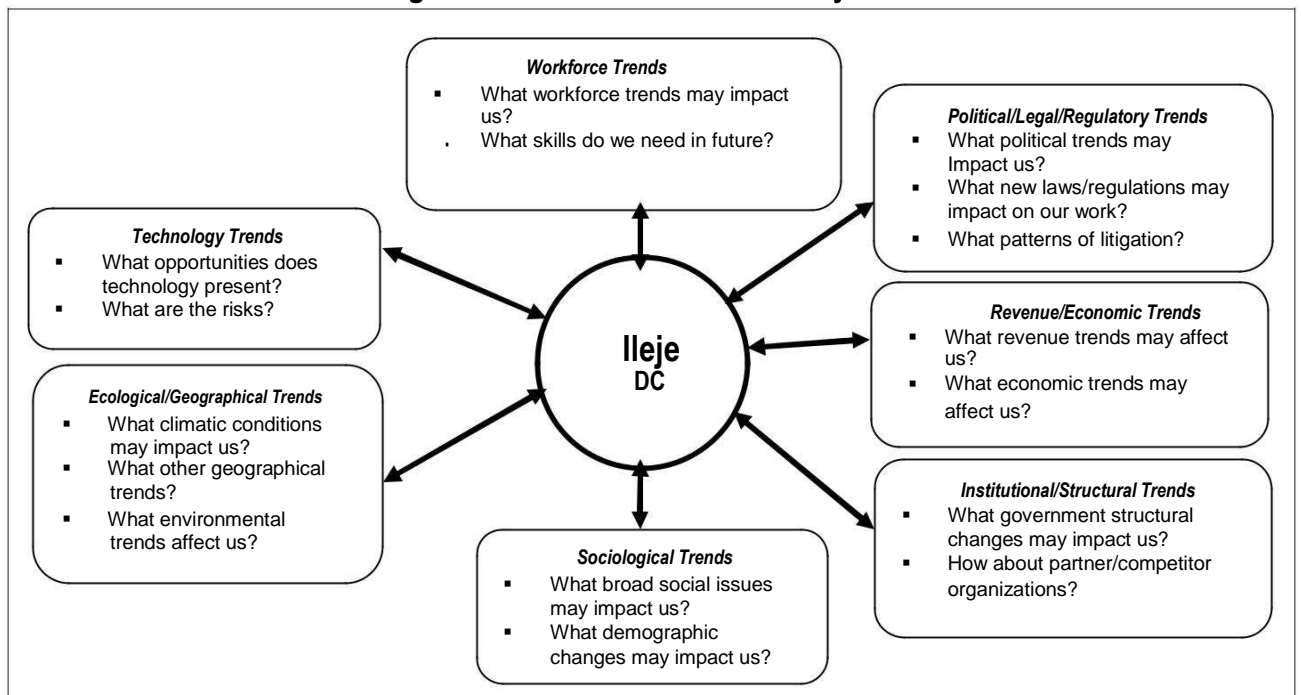 Workforce Trends
▪ What workforce trends may impact
us?
▪ What skills do we need in future?
Political/Legal/Regulatory Trends
▪ What political trends may
Impact us?
▪ What new laws/regulations may
impact on our work?
▪ What patterns of litigation?
Technology Trends
▪ What opportunities does
technology present?
▪ What are the risks?
Revenue/Economic Trends
▪ What revenue trends may affect
us?
▪ What economic trends may
affect us?
Ileje
DC
Ecological/Geographical Trends
▪ What climatic conditions
may impact us?
▪ What other geographical
trends?
▪ What environmental
trends affect us?
Institutional/Structural Trends
▪ What government structural
changes may impact us?
▪ How about partner/competitor
organizations?
Sociological Trends
▪ What broad social issues
may impact us?
▪ What demographic
changes may impact us?